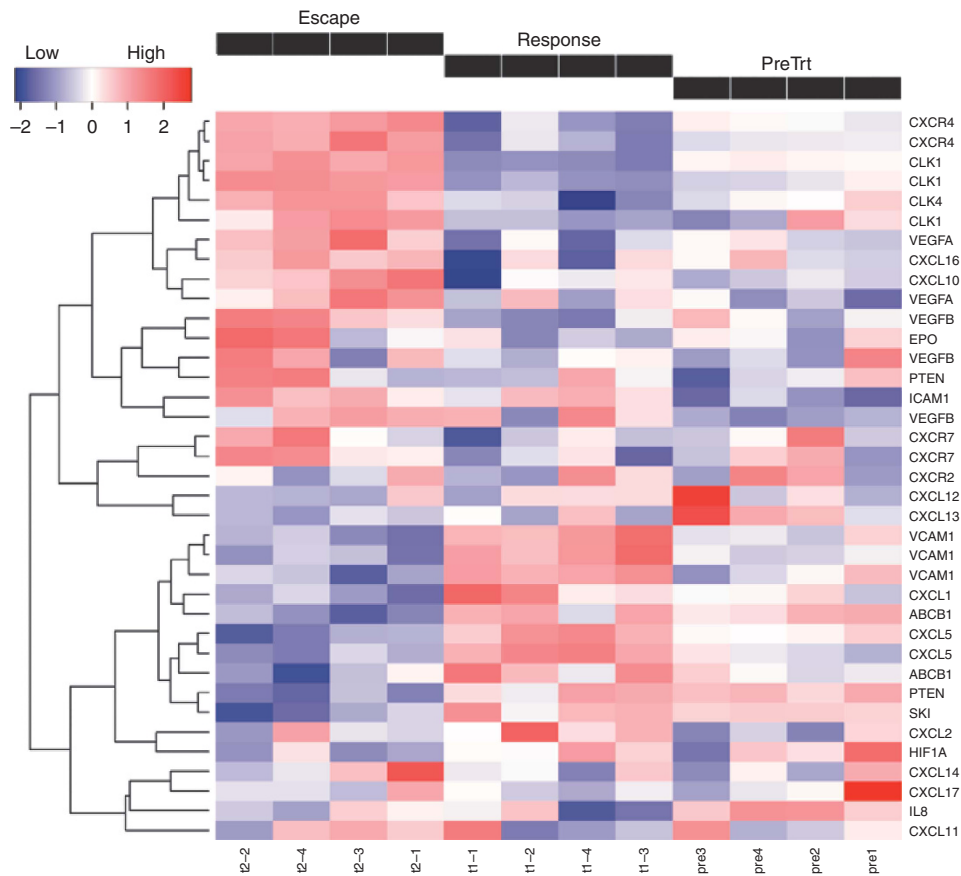 Escape
Response
PreTrt
Low High
−2 −1 0 1 2
CXCR4
CXCR4
CLK1
CLK1
CLK4
CLK1
VEGFA
CXCL16
CXCL10
VEGFA
VEGFB
EPO
VEGFB
PTEN
ICAM1
VEGFB
CXCR7
CXCR7
CXCR2
CXCL12
CXCL13
VCAM1
VCAM1
VCAM1
CXCL1
ABCB1
CXCL5
CXCL5
ABCB1
PTEN
SKI
CXCL2
HIF1A
CXCL14
CXCL17
IL8
CXCL11
t2−2 t2−4 t2−3 t2−1 t1−1 t1−2 t1−4 t1−3 pre3 pre4 pre2 pre1